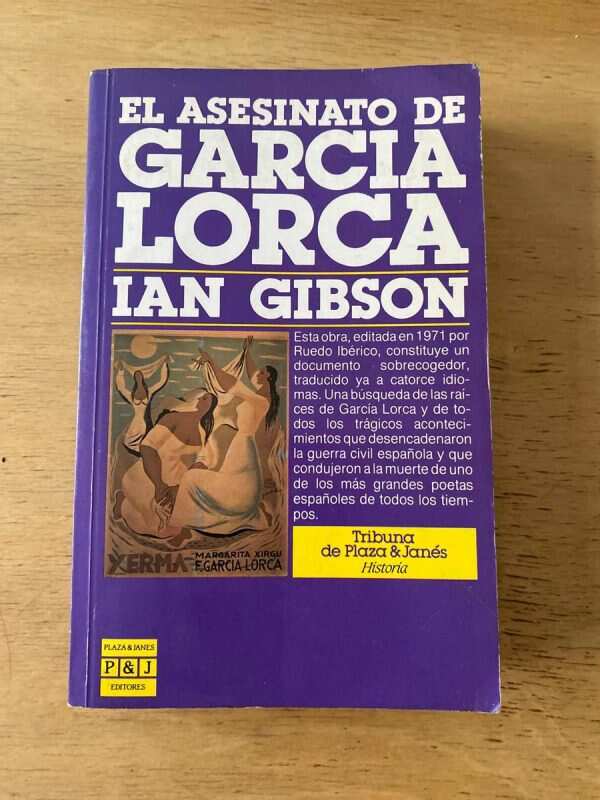 EL ASESINATO DE
GARCIA
LORCA
IAN GIBSON
Esta obra, editada en 1971 por
Ruedo Ibérico, constituye un
documento sobrecogedor,
traducido ya a catorce idio-
mas. Una búsqueda de las raí-
ces de García Lorca y de to-
dos los trágicos aconteci-
mientos que desencadenaron
la guerra civil española y que
condujeron a la muerte de uno
de los más grandes poetas
españoles de todos los tiem-
pos.
YERMA
MARGARITA XIRGU
F. GARCIA-LORCA
Tribuna
de Plaza & Janés
Historia
PLAZA & JANES
P & J
EDITORES